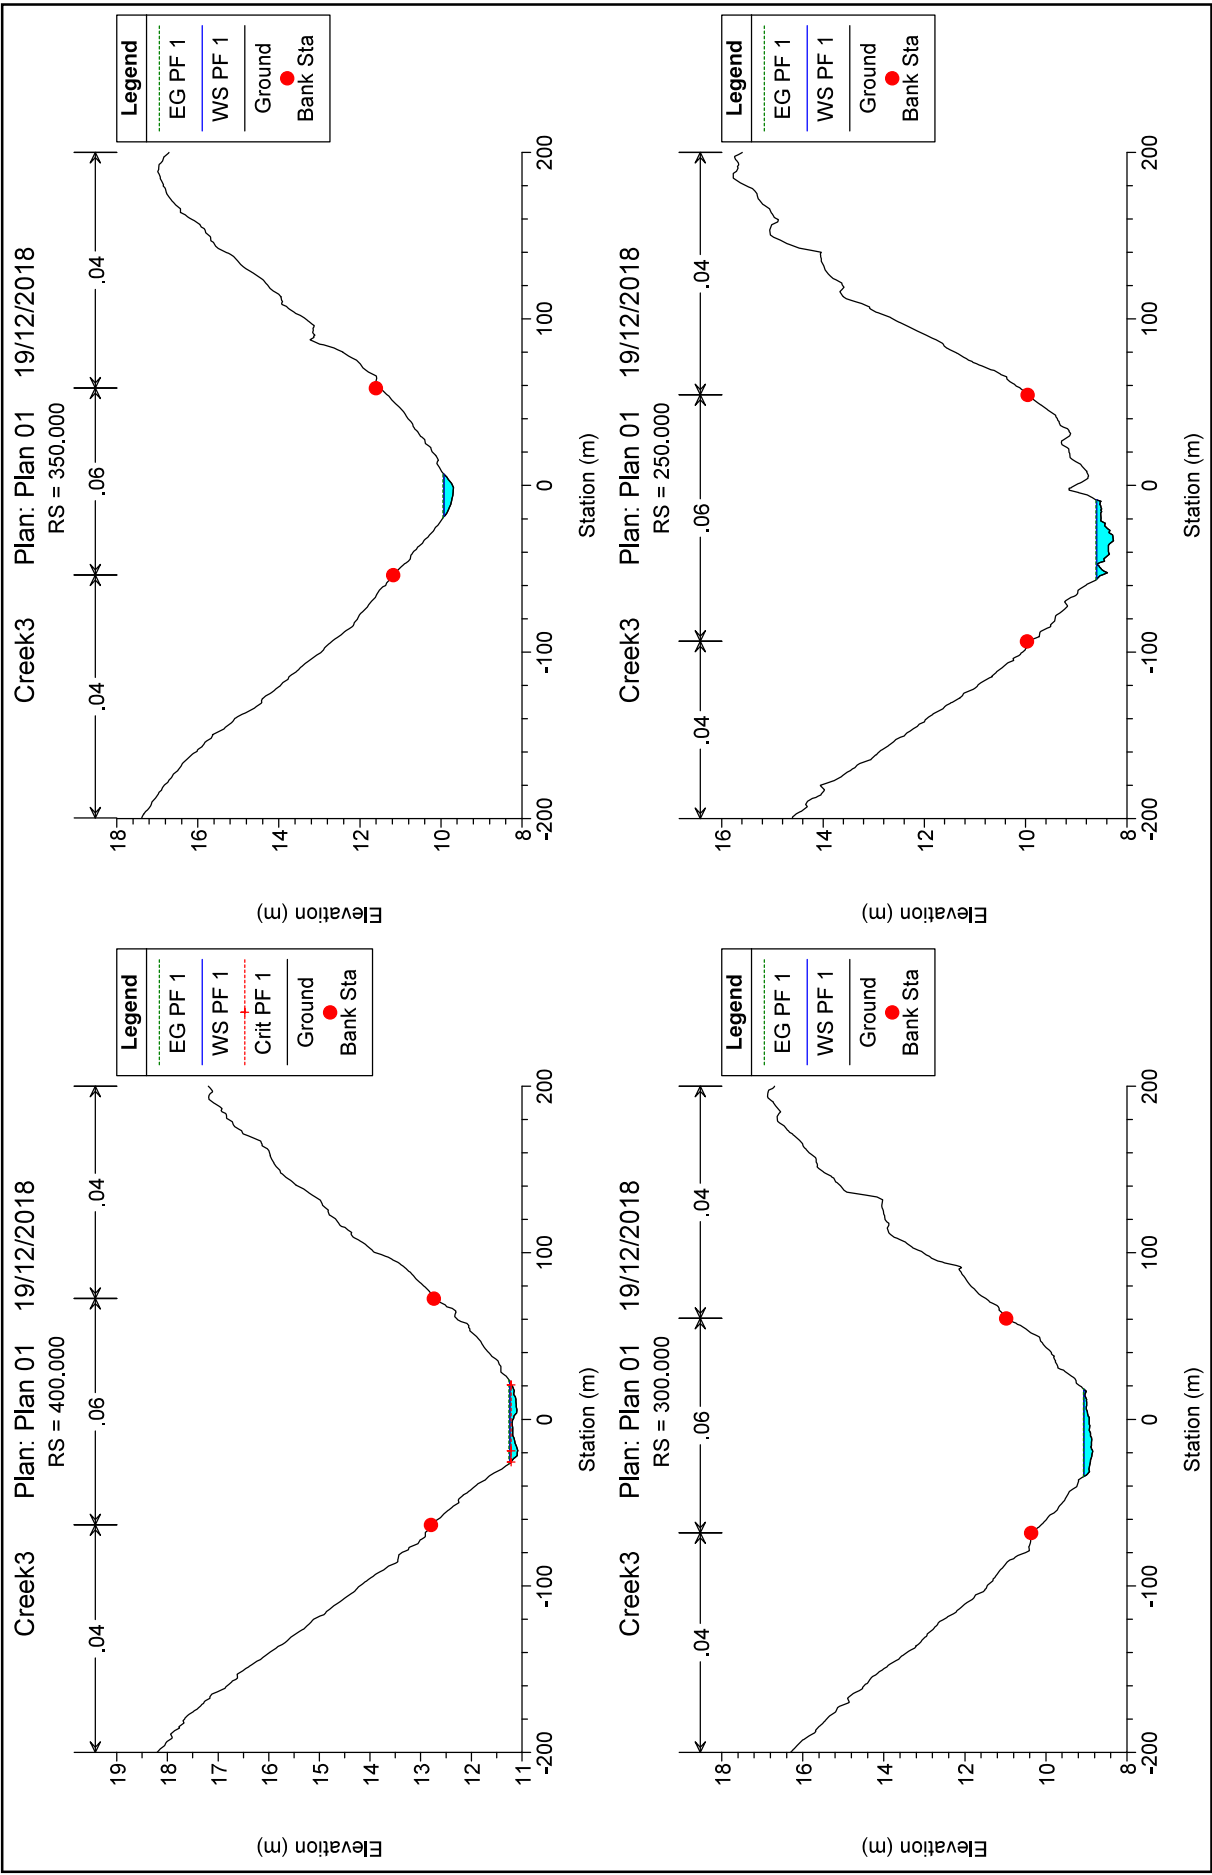 Creek3 Plan: Plan 01 19/12/2018
RS = 400.000
.04
.06
.04
Legend
EG PF 1
WS PF 1
Crit PF 1
Ground
Bank Sta
19
18
17
16
15
14
13
12
11
-200
-100
0
100
200
Elevation (m)
Station (m)
Creek3 Plan: Plan 01 19/12/2018
RS = 350.000
.04
.06
.04
Legend
EG PF 1
WS PF 1
Ground
Bank Sta
18
16
14
12
10
8
-200
-100
0
100
200
Elevation (m)
Station (m)
Creek3 Plan: Plan 01 19/12/2018
RS = 300.000
.04
.06
.04
Legend
EG PF 1
WS PF 1
Ground
Bank Sta
18
16
14
12
10
8
-200
-100
0
100
200
Elevation (m)
Station (m)
Creek3 Plan: Plan 01 19/12/2018
RS = 250.000
.04
.06
.04
Legend
EG PF 1
WS PF 1
Ground
Bank Sta
16
14
12
10
8
-200
-100
0
100
200
Elevation (m)
Station (m)